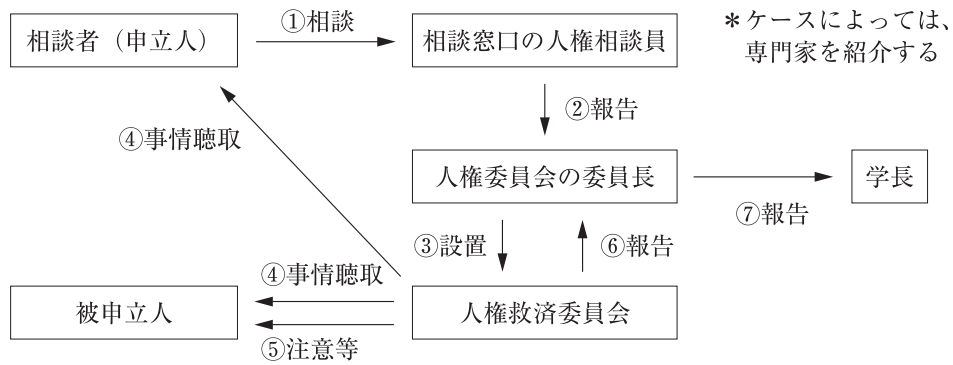 相談者（申立人）
①相談
相談窓口の人権相談員
＊ケースによっては、
専門家を紹介する
②報告
④事情聴取
人権委員会の委員長
学長
⑦報告
③設置
⑥報告
④事情聴取
被申立人
人権救済委員会
⑤注意等